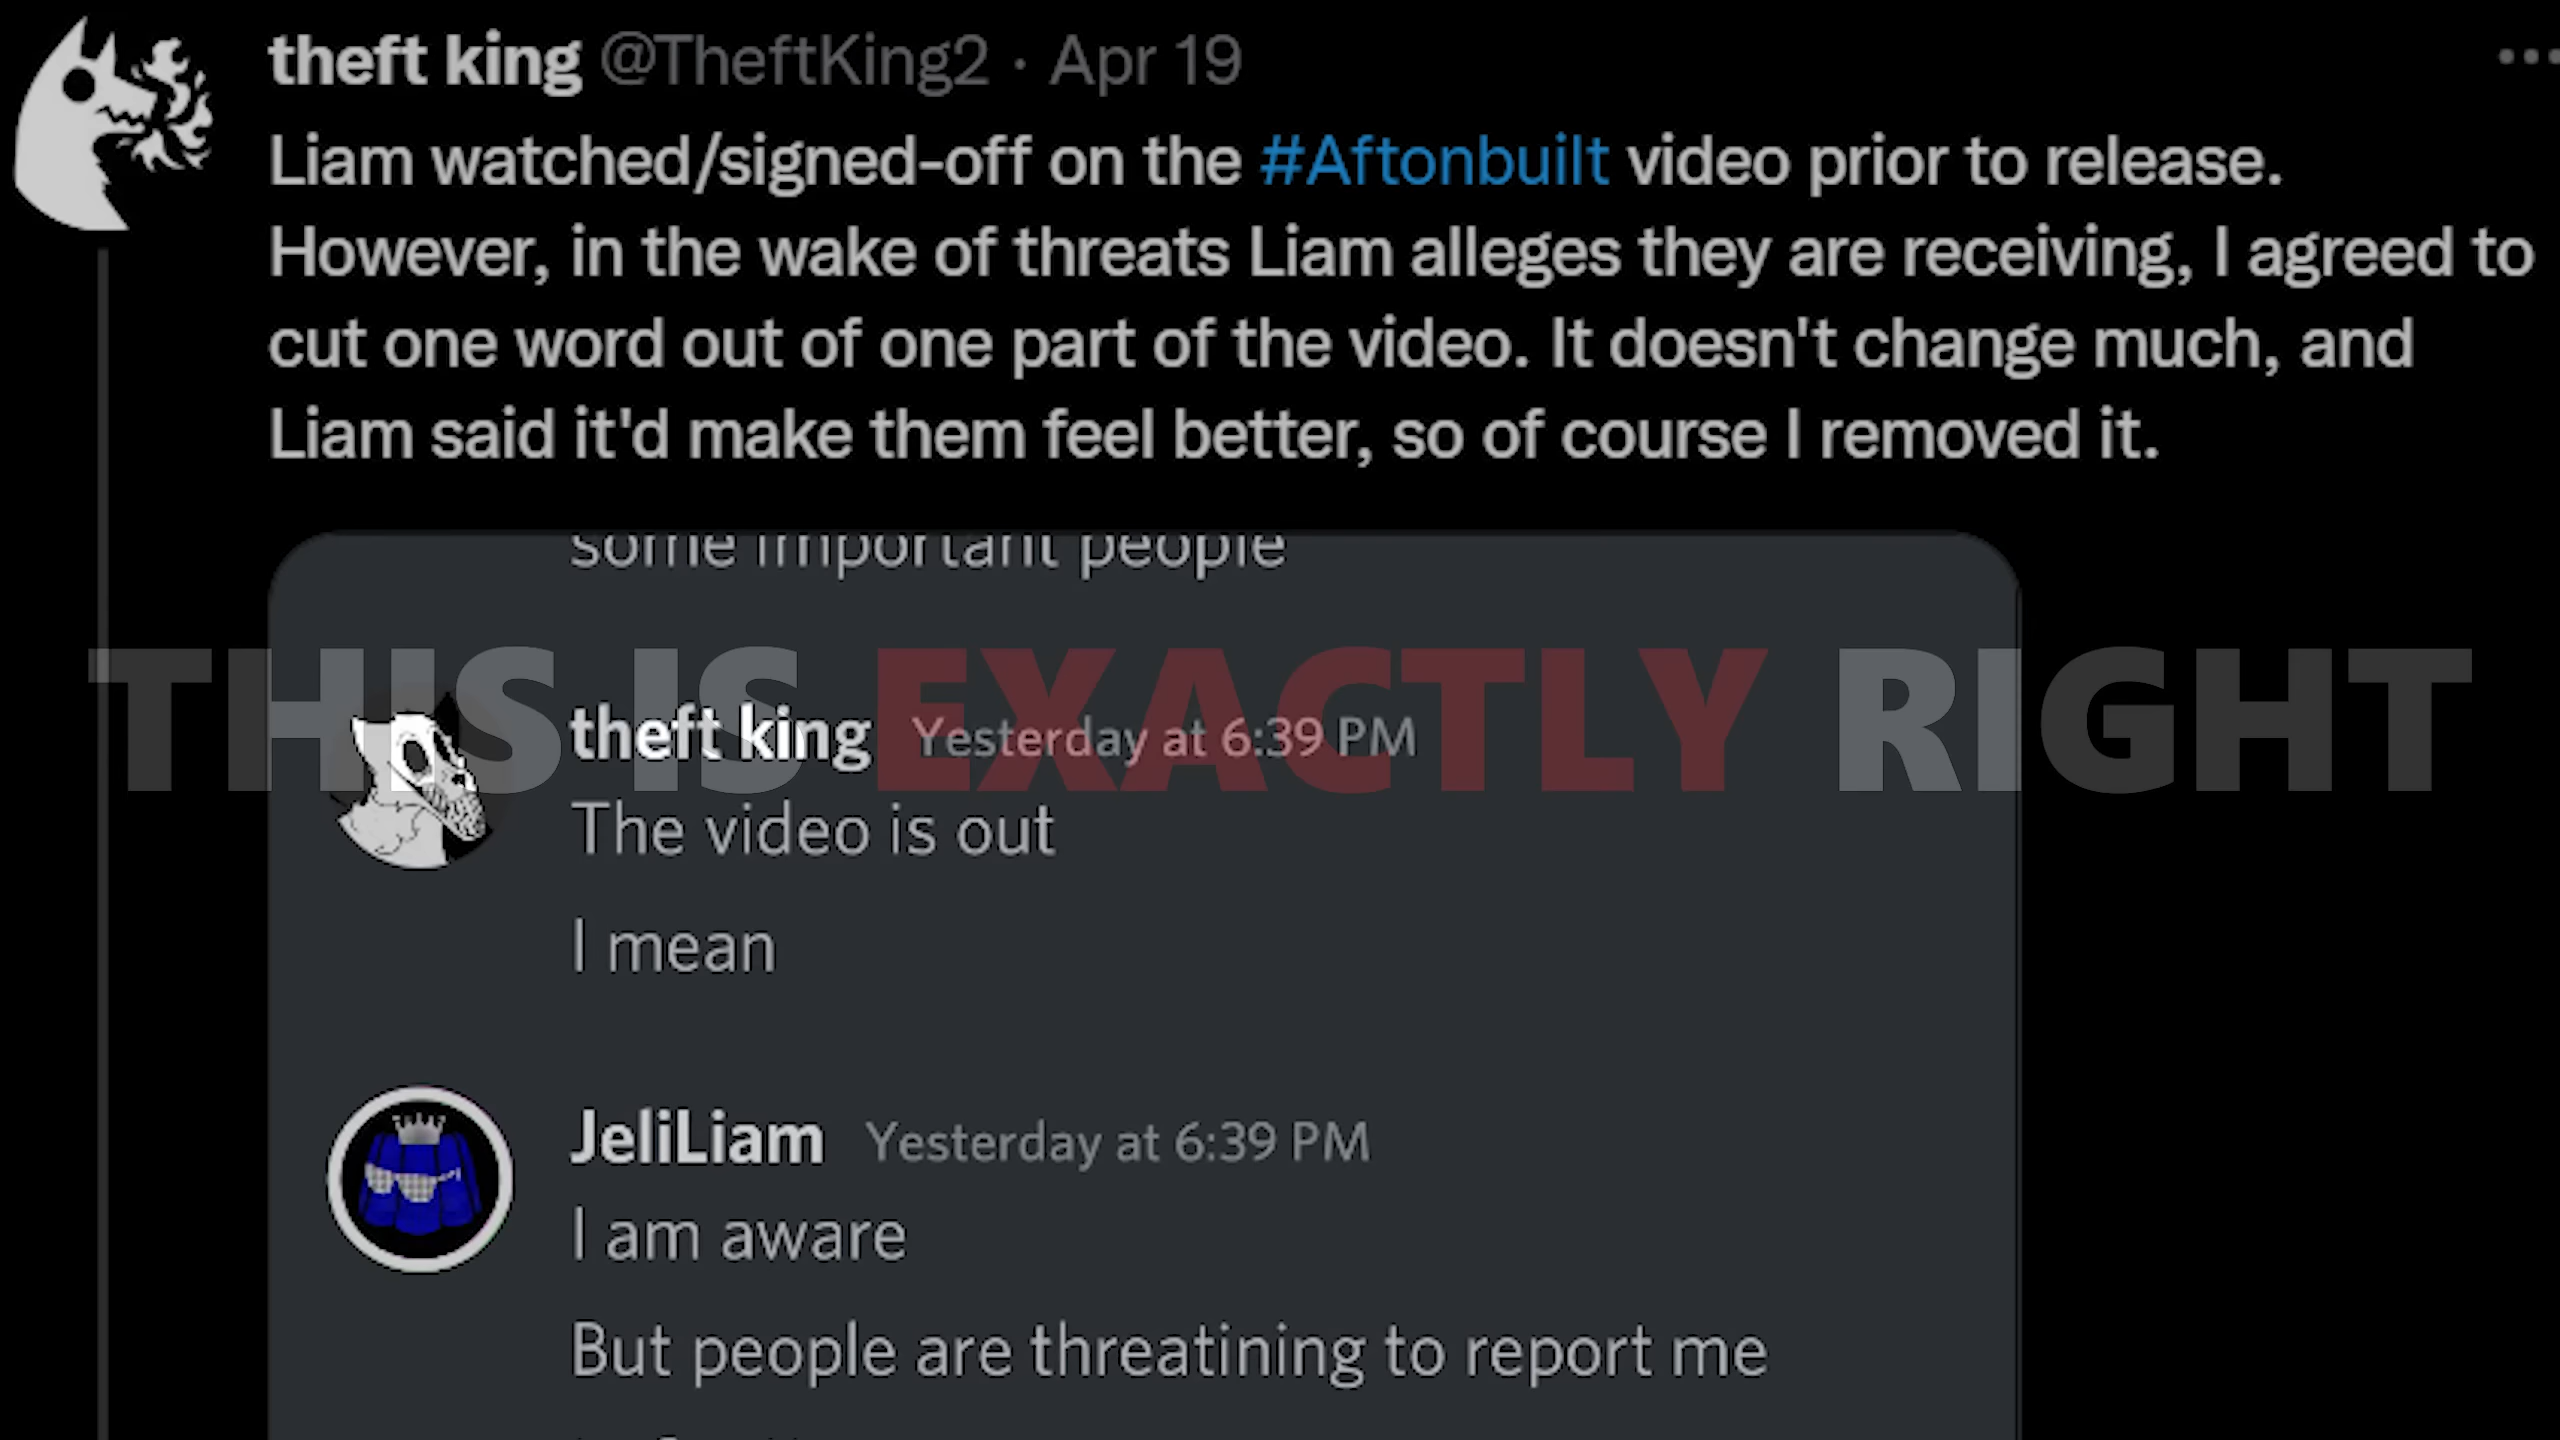 theft king @TheftKing2 · Apr 19
Liam watched/signed-off on the #Aftonbuilt video prior to release.
However, in the wake of threats Liam alleges they are receiving, I agreed to
cut one word out of one part of the video. It doesn't change much, and
Liam said it'd make them feel better, so of course I removed it.
some important people
THIS IS EXACTLY RIGHT
theft king Yesterday at 6:39 PM
The video is out
I mean
JeliLiam Yesterday at 6:39 PM
I am aware
But people are threatining to report me